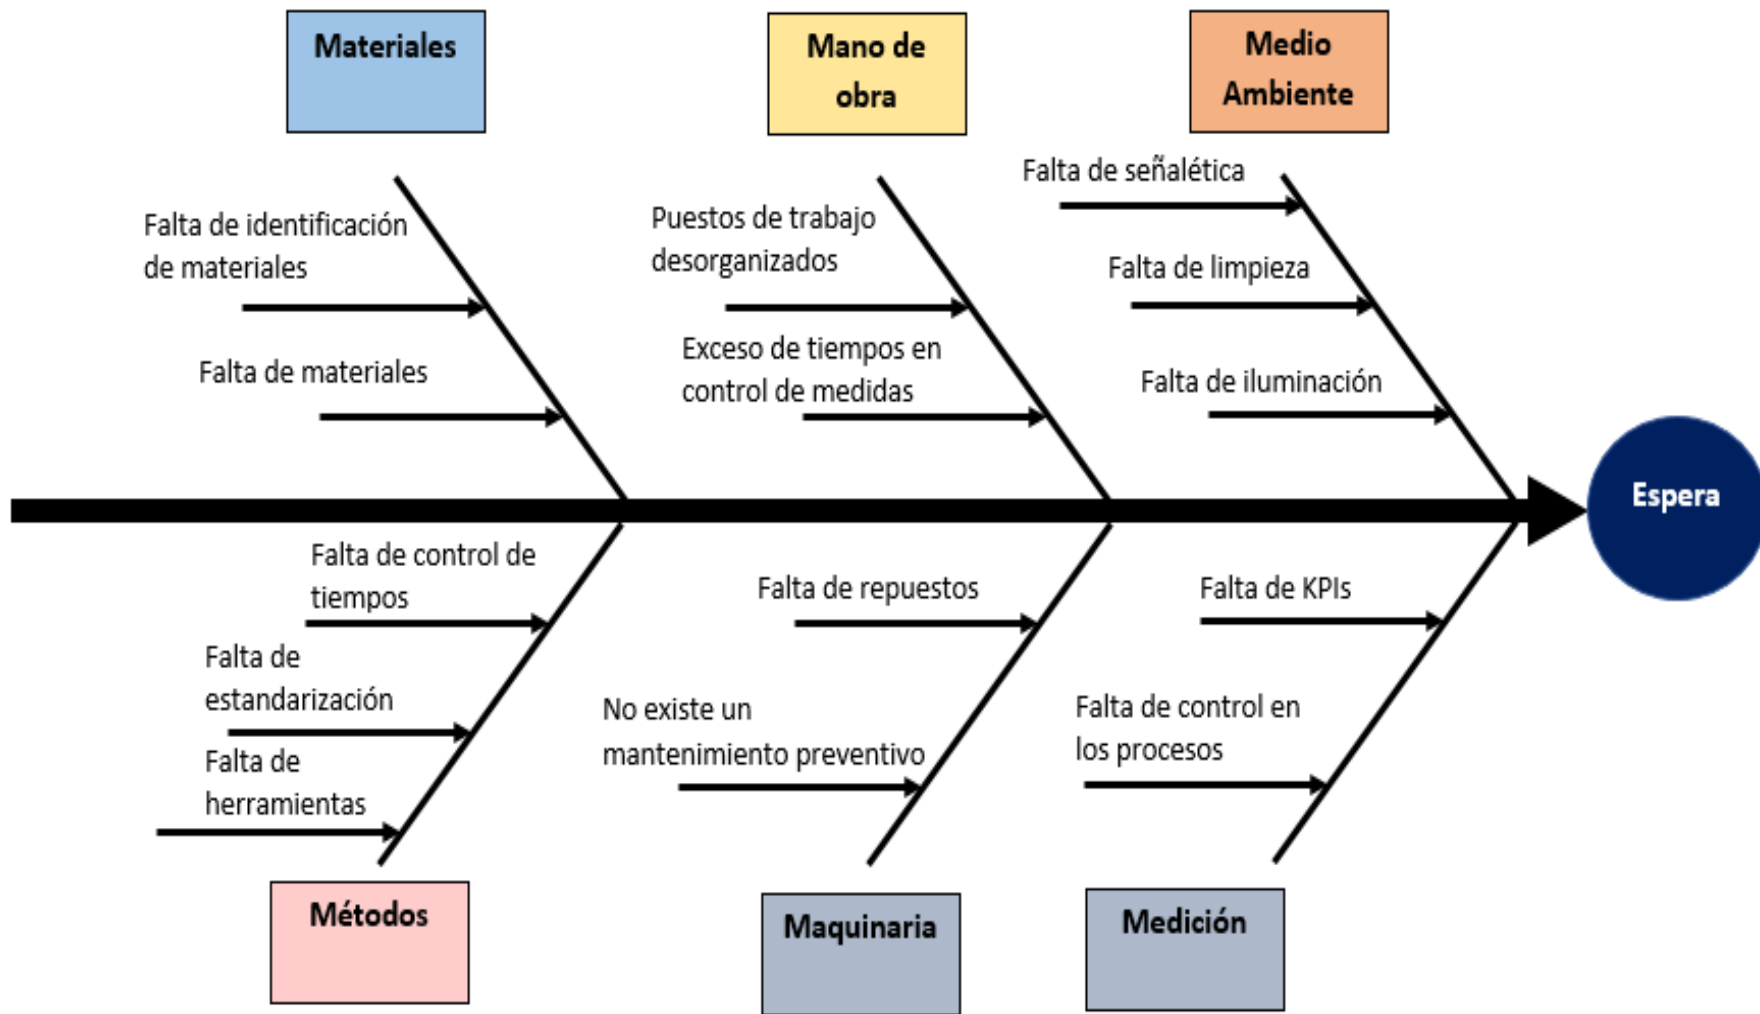 Materiales
Mano de
obra
Medio
Ambiente
Falta de identificación
de materiales
Falta de materiales
Puestos de trabajo
desorganizados
Exceso de tiempos en
control de medidas
Falta de señalética
Falta de limpieza
Falta de iluminación
Espera
Falta de control de
tiempos
Falta de
estandarización
Falta de
herramientas
Falta de repuestos
No existe un
mantenimiento preventivo
Falta de KPIs
Falta de control en
los procesos
Métodos
Maquinaria
Medición